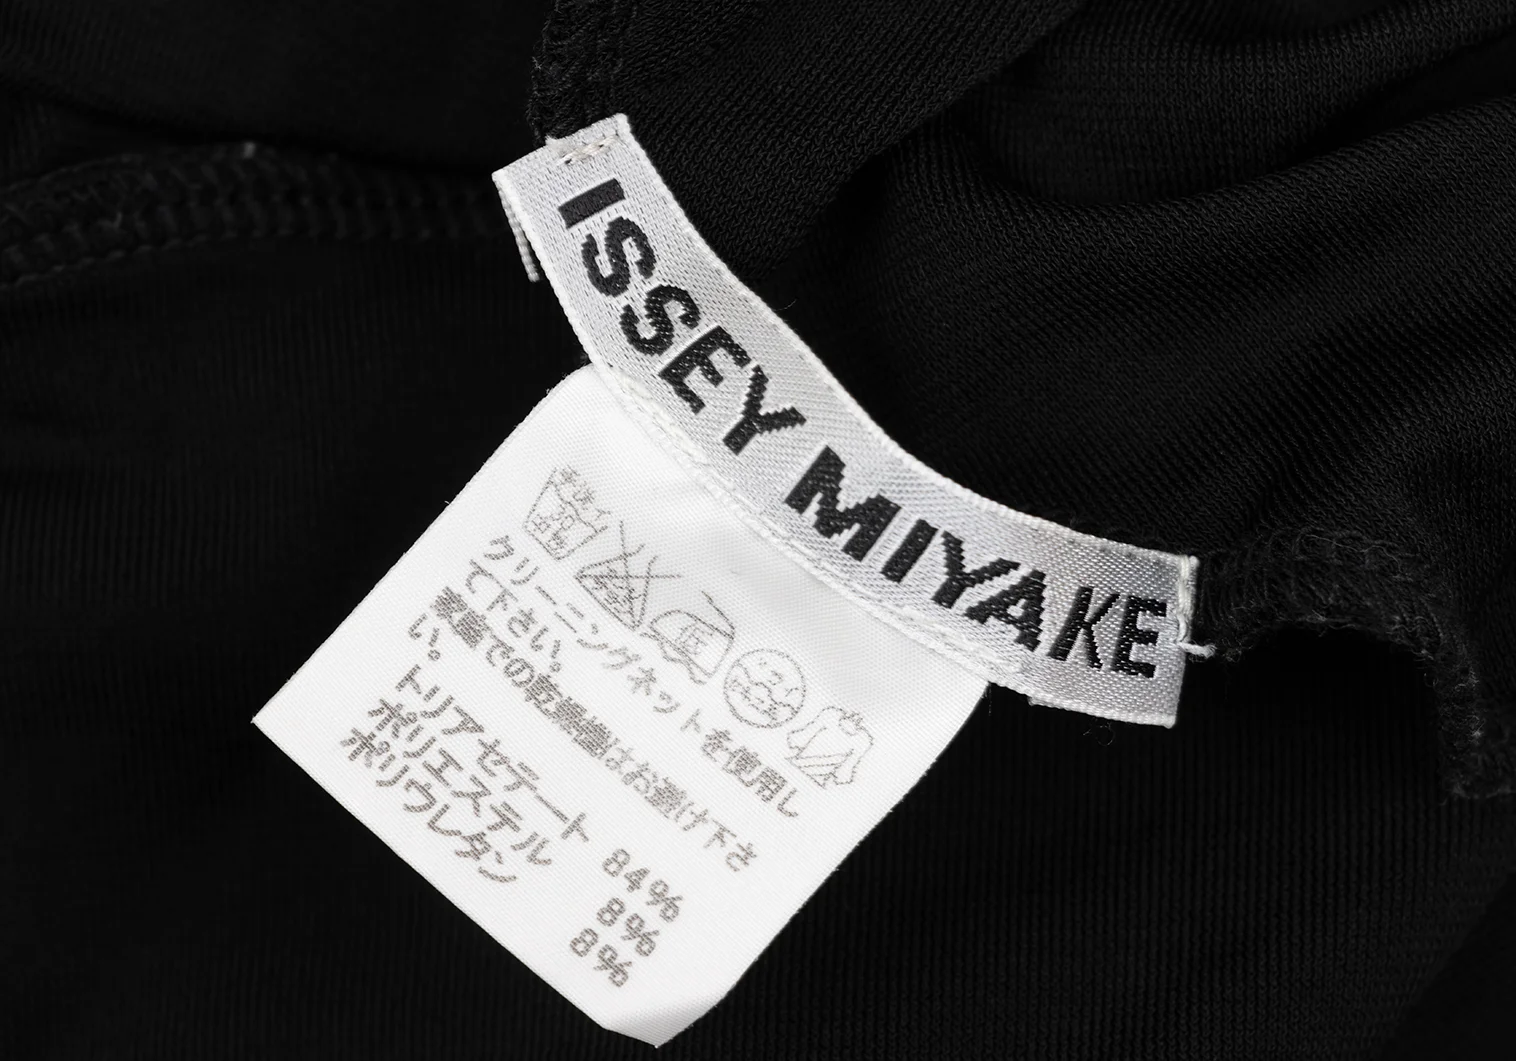 ISSEY MIYAKE
クリーニングネットを使用し
て下さい。
家庭での乾燥機はお避け下さ
い。
トリアセテート 84%
ポリエステル 8%
ポリウレタン 8%